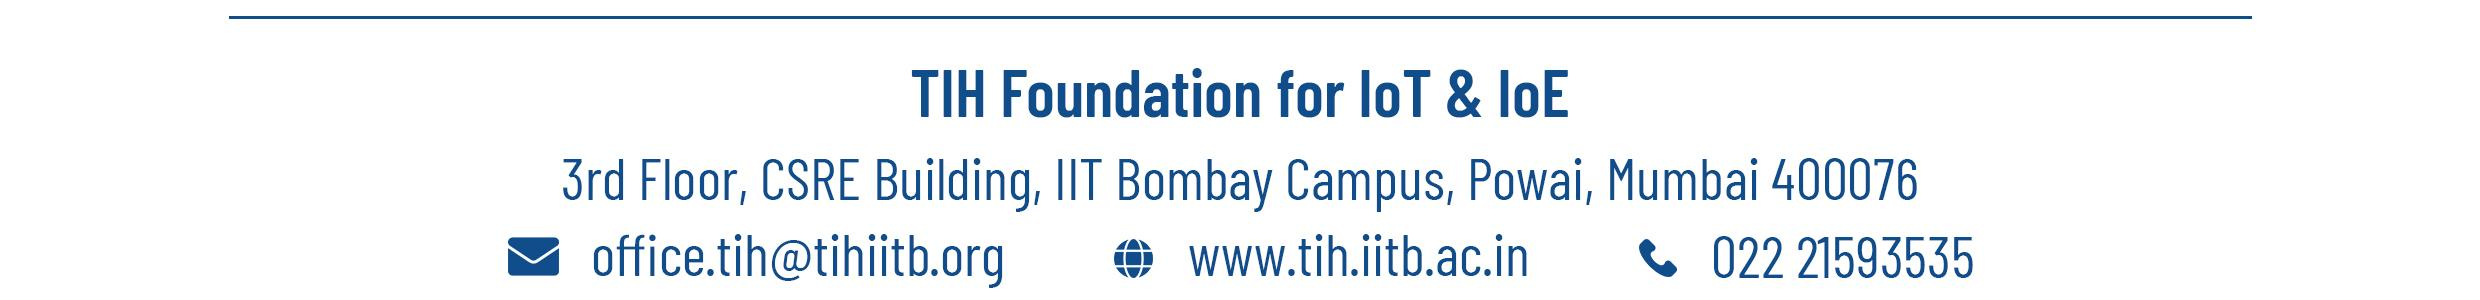 TIH Foundation for IoT & IoE
3rd Floor, CSRE Building, IIT Bombay Campus, Powai, Mumbai 400076
office.tih@tihiitb.org www.tih.iitb.ac.in 022 21593535